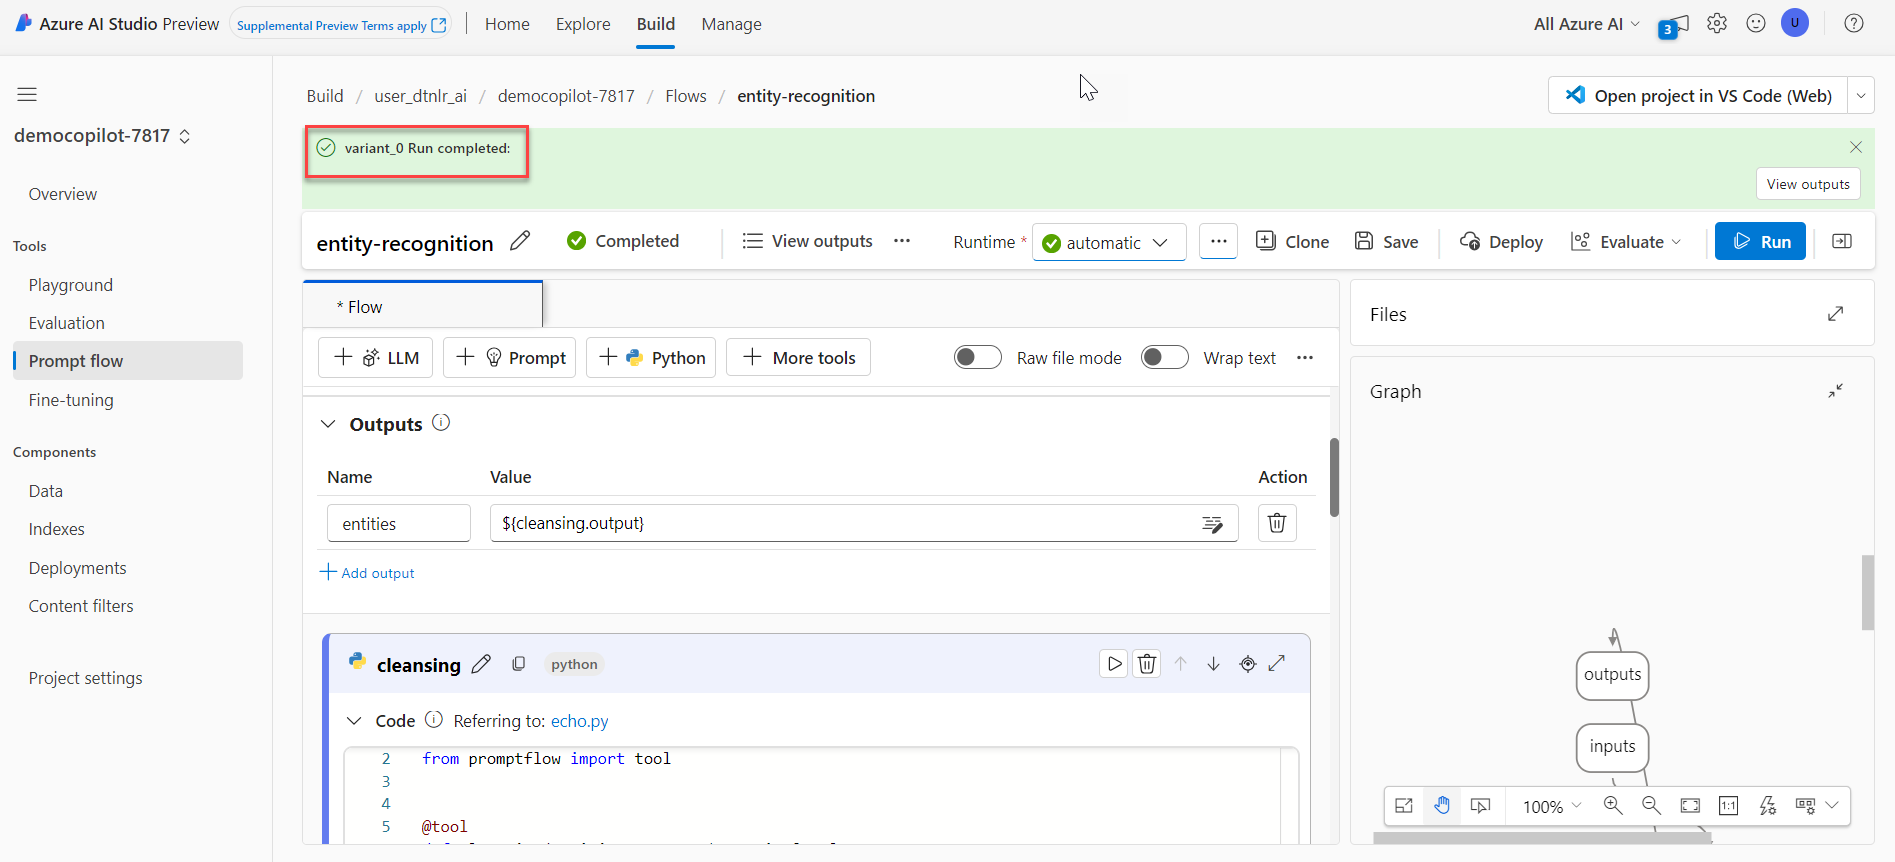 Azure AI Studio Preview
Supplemental Preview Terms apply
Home
Explore
Build
Manage
All Azure AI
3
U
Build / user_dtnlr_ai / democopilot-7817 / Flows / entity-recognition
Open project in VS Code (Web)
democopilot-7817
Overview
Tools
Playground
Evaluation
Prompt flow
Fine-tuning
Components
Data
Indexes
Deployments
Content filters
Project settings
variant_0 Run completed:
View outputs
entity-recognition
Completed
View outputs
Runtime *
automatic
Clone
Save
Deploy
Evaluate
Run
* Flow
LLM
Prompt
Python
More tools
Raw file mode
Wrap text
Outputs
Name Value Action
entities ${cleansing.output}
Add output
cleansing
python
Code
Referring to: echo.py
2 from promptflow import tool
3
4
5 @tool
Files
Graph
outputs
inputs
100%
1:1